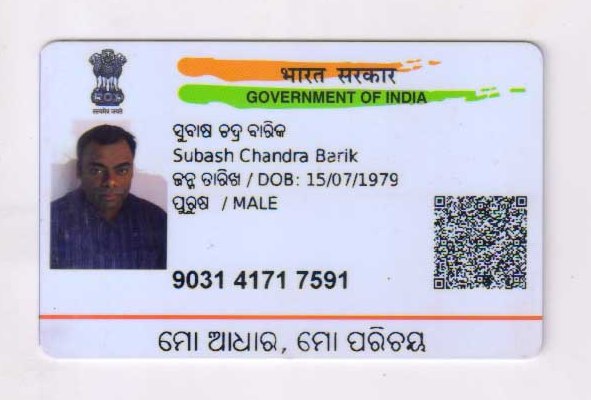 सत्यमेव जयते
भारत सरकार
GOVERNMENT OF INDIA
ସୁବାଷ ଚନ୍ଦ୍ର ବାରିକ
Subash Chandra Barik
ଜନ୍ମ ତାରିଖ / DOB: 15/07/1979
ପୁରୁଷ / MALE
9031 4171 7591
ମୋ ଆଧାର, ମୋ ପରିଚୟ